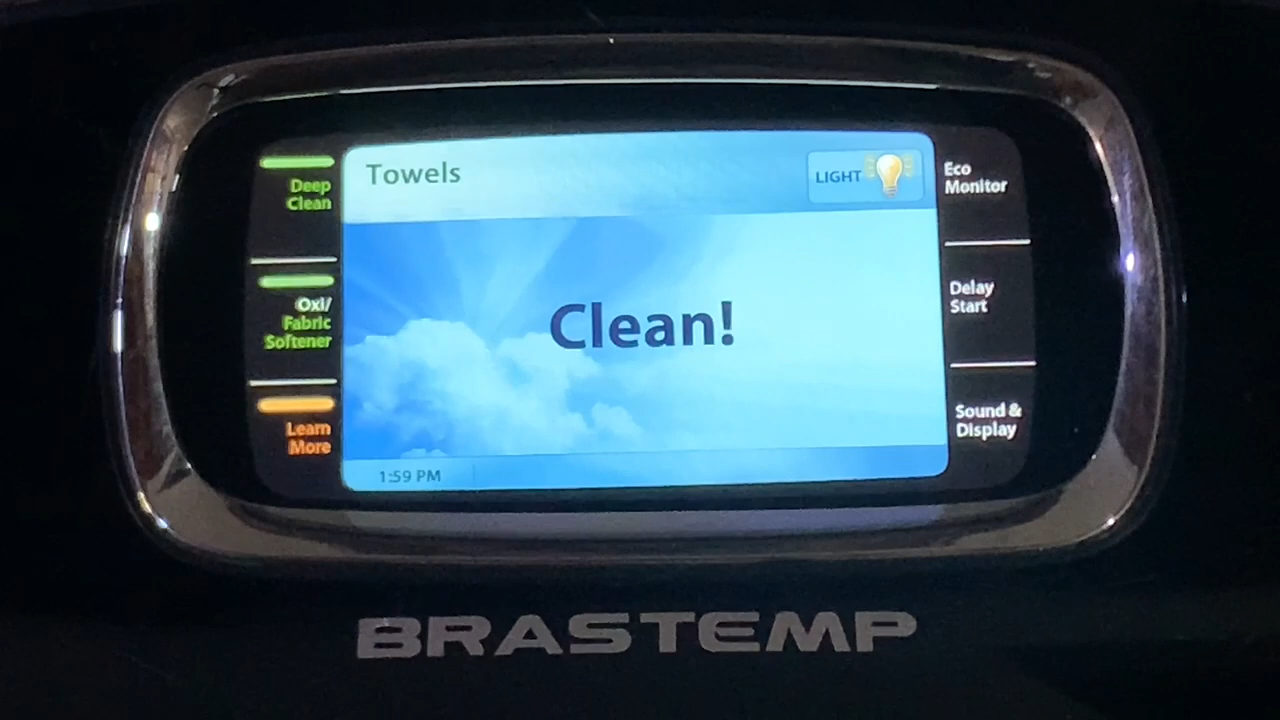 Deep
Clean
Oxi/
Fabric
Softener
Learn
More
Towels
LIGHT
Clean!
1:59 PM
Eco
Monitor
Delay
Start
Sound &
Display
BRASTEMP